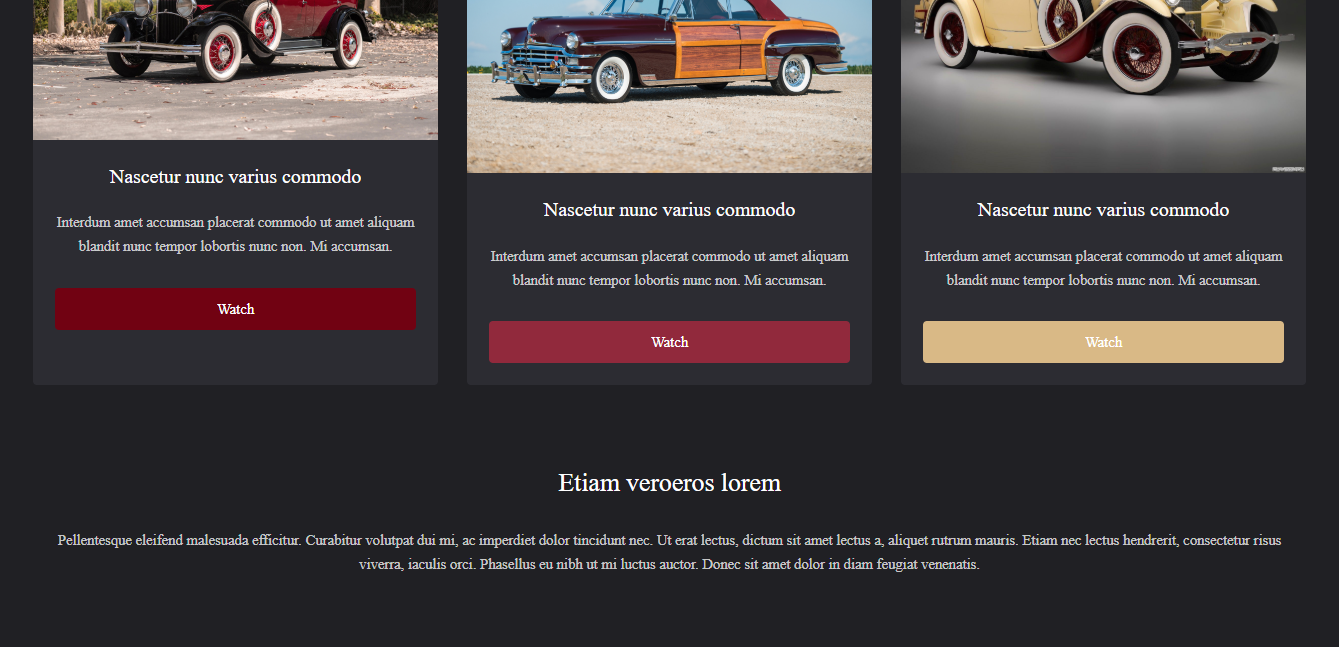 Nascetur nunc varius commodo
Interdum amet accumsan placerat commodo ut amet aliquam
blandit nunc tempor lobortis nunc non. Mi accumsan.
Watch
Nascetur nunc varius commodo
Interdum amet accumsan placerat commodo ut amet aliquam
blandit nunc tempor lobortis nunc non. Mi accumsan.
Watch
Nascetur nunc varius commodo
Interdum amet accumsan placerat commodo ut amet aliquam
blandit nunc tempor lobortis nunc non. Mi accumsan.
Watch
Etiam veroeros lorem
Pellentesque eleifend malesuada efficitur. Curabitur volutpat dui mi, ac imperdiet dolor tincidunt nec. Ut erat lectus, dictum sit amet lectus a, aliquet rutrum mauris. Etiam nec lectus hendrerit, consectetur risus
viverra, iaculis orci. Phasellus eu nibh ut mi luctus auctor. Donec sit amet dolor in diam feugiat venenatis.